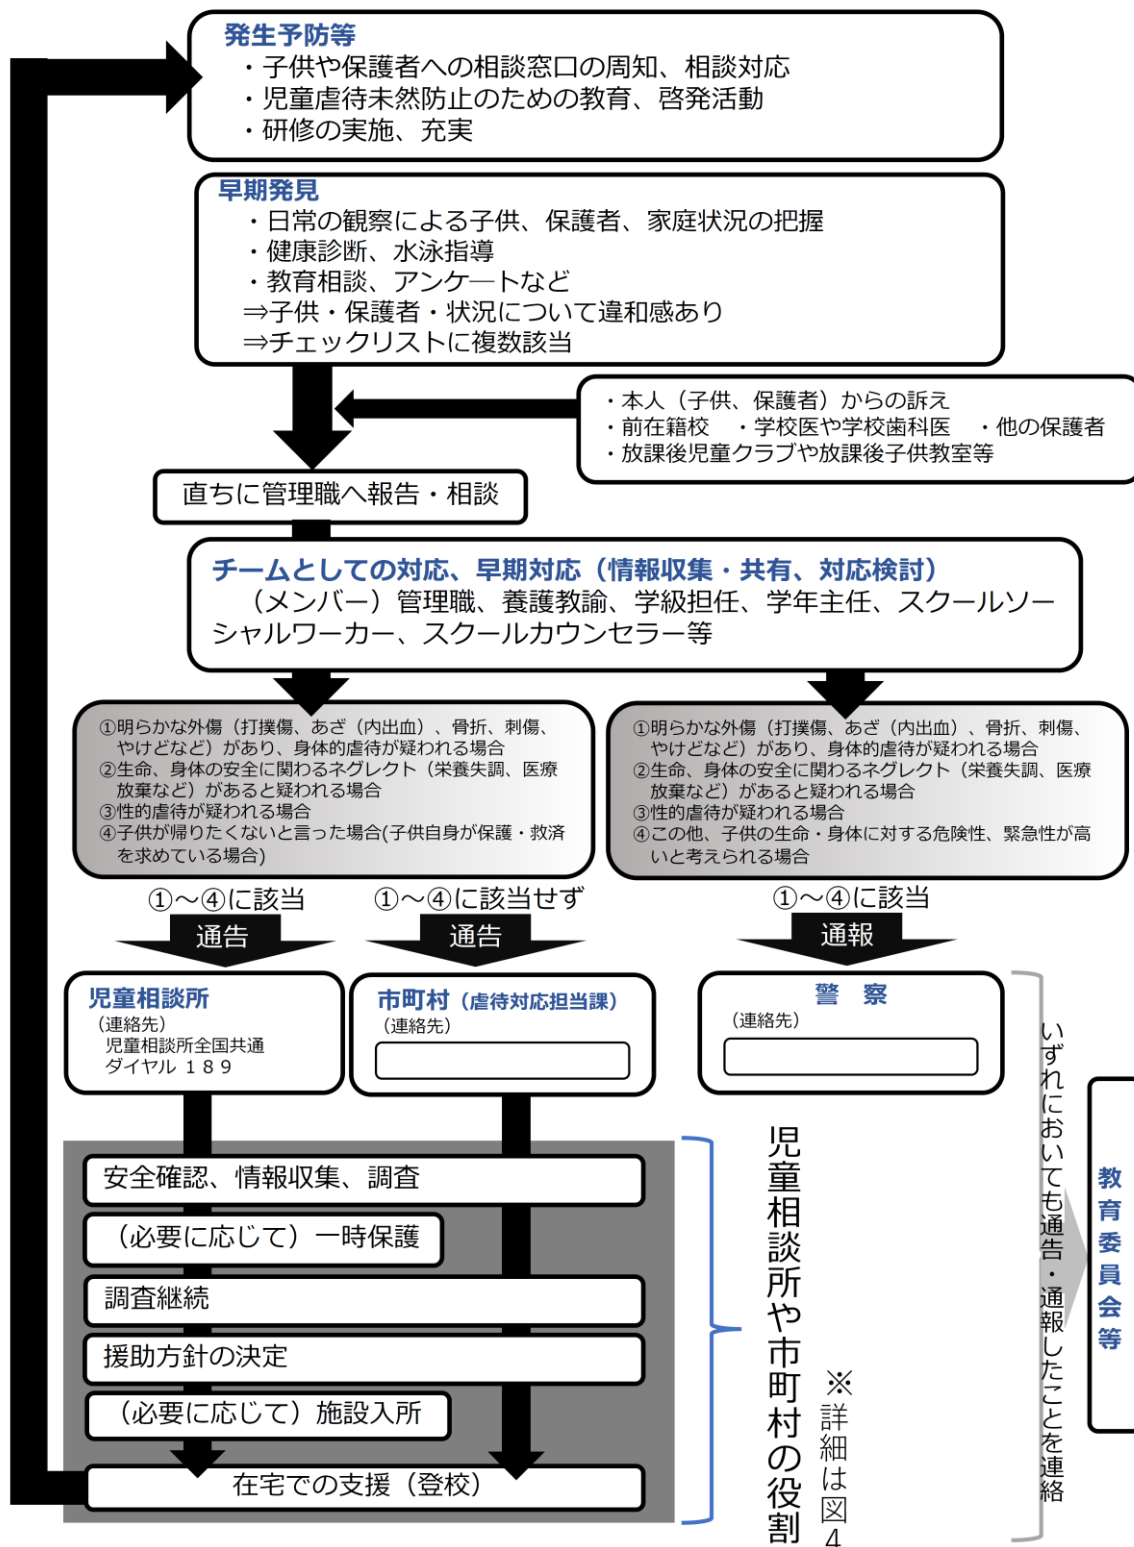 発生予防等
・子供や保護者への相談窓口の周知、相談対応
・児童虐待未然防止のための教育、啓発活動
・研修の実施、充実
早期発見
・日常の観察による子供、保護者、家庭状況の把握
・健康診断、水泳指導
・教育相談、アンケートなど
⇒子供・保護者・状況について違和感あり
⇒チェックリストに複数該当
・本人（子供、保護者）からの訴え
・前在籍校　・学校医や学校歯科医　・他の保護者
・放課後児童クラブや放課後子供教室等
直ちに管理職へ報告・相談
チームとしての対応、早期対応（情報収集・共有、対応検討）
（メンバー）管理職、養護教諭、学級担任、学年主任、スクールソー
シャルワーカー、スクールカウンセラー等
①明らかな外傷（打撲傷、あざ（内出血）、骨折、刺傷、
やけどなど）があり、身体的虐待が疑われる場合
②生命、身体の安全に関わるネグレクト（栄養失調、医療
放棄など）があると疑われる場合
③性的虐待が疑われる場合
④子供が帰りたくないと言った場合(子供自身が保護・救済
を求めている場合)
①明らかな外傷（打撲傷、あざ（内出血）、骨折、刺傷、
やけどなど）があり、身体的虐待が疑われる場合
②生命、身体の安全に関わるネグレクト（栄養失調、医療
放棄など）があると疑われる場合
③性的虐待が疑われる場合
④この他、子供の生命・身体に対する危険性、緊急性が高
いと考えられる場合
①～④に該当
①～④に該当せず
①～④に該当
通告
通告
通報
児童相談所
（連絡先）
児童相談所全国共通
ダイヤル １８９
市町村（虐待対応担当課）
（連絡先）
警　察
（連絡先）
いずれにおいても通告・通報したことを連絡
教育委員会等
安全確認、情報収集、調査
（必要に応じて）一時保護
調査継続
援助方針の決定
（必要に応じて）施設入所
在宅での支援（登校）
児童相談所や市町村の役割
※詳細は図4